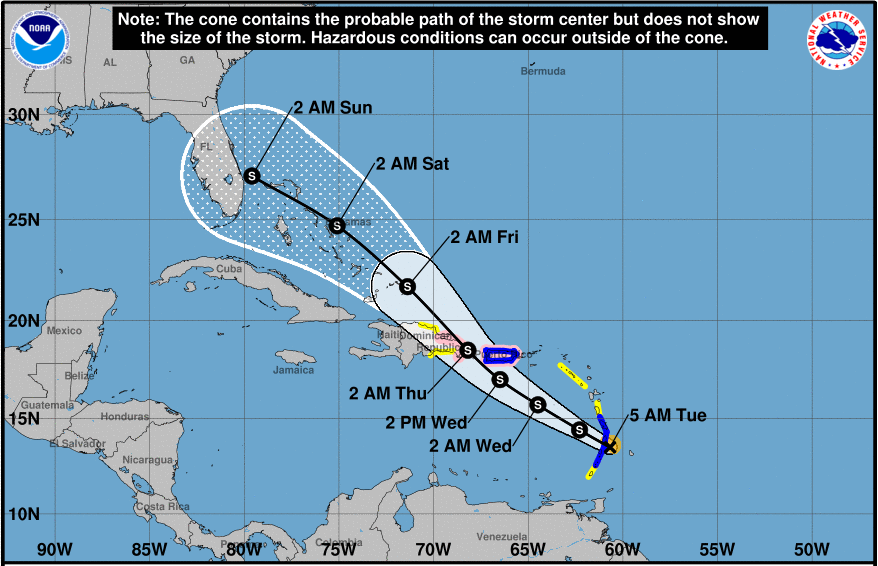 Note: The cone contains the probable path of the storm center but does not show
the size of the storm. Hazardous conditions can occur outside of the cone.
NOAA
NATIONAL WEATHER SERVICE
AL
GA
Bermuda
2 AM Sun
30N
FL
2 AM Sat
25N
2 AM Fri
Cuba
20N
Mexico
Haiti
Dominican
Republic
Puerto Rico
Jamaica
Belize
2 AM Thu
5 AM Tue
Guatemala
Honduras
15N
2 PM Wed
El Salvador
2 AM Wed
Nicaragua
Costa Rica
10N
Venezuela
Colombia
90W
85W
80W
75W
70W
65W
60W
55W
50W
S
S
S
S
S
S
S